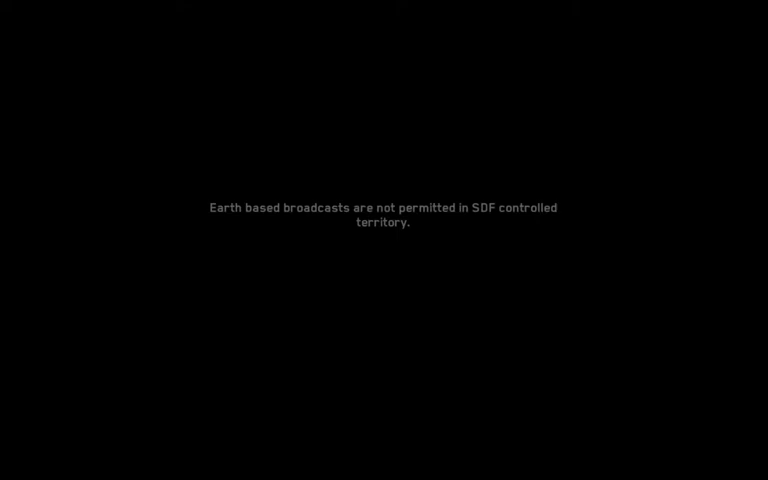 Earth based broadcasts are not permitted in SDF controlled
territory.